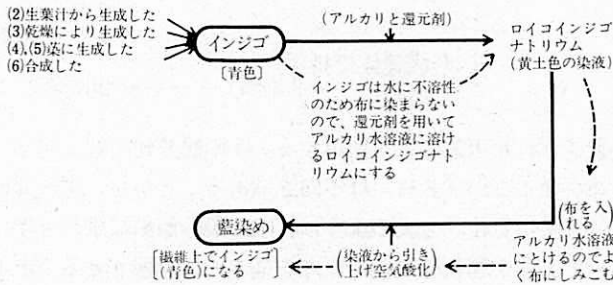 (2)生葉汁から生成した
(3)乾燥により生成した
(4),(5)蒅に生成した
(6)合成した
インジゴ
〔青色〕
(アルカリと還元剤)
ロイコインジゴ
ナトリウム
(黄土色の染液)
インジゴは水に不溶性
のため布に染まらない
ので、還元剤を用いて
アルカリ水溶液に溶け
るロイコインジゴナト
リウムにする
藍染め
(布を入
れる)
アルカリ水溶液
にとけるのでよ
く布にしみこむ
(染液から引き
上げ空気酸化)
[繊維上でインジゴ
(青色)になる]